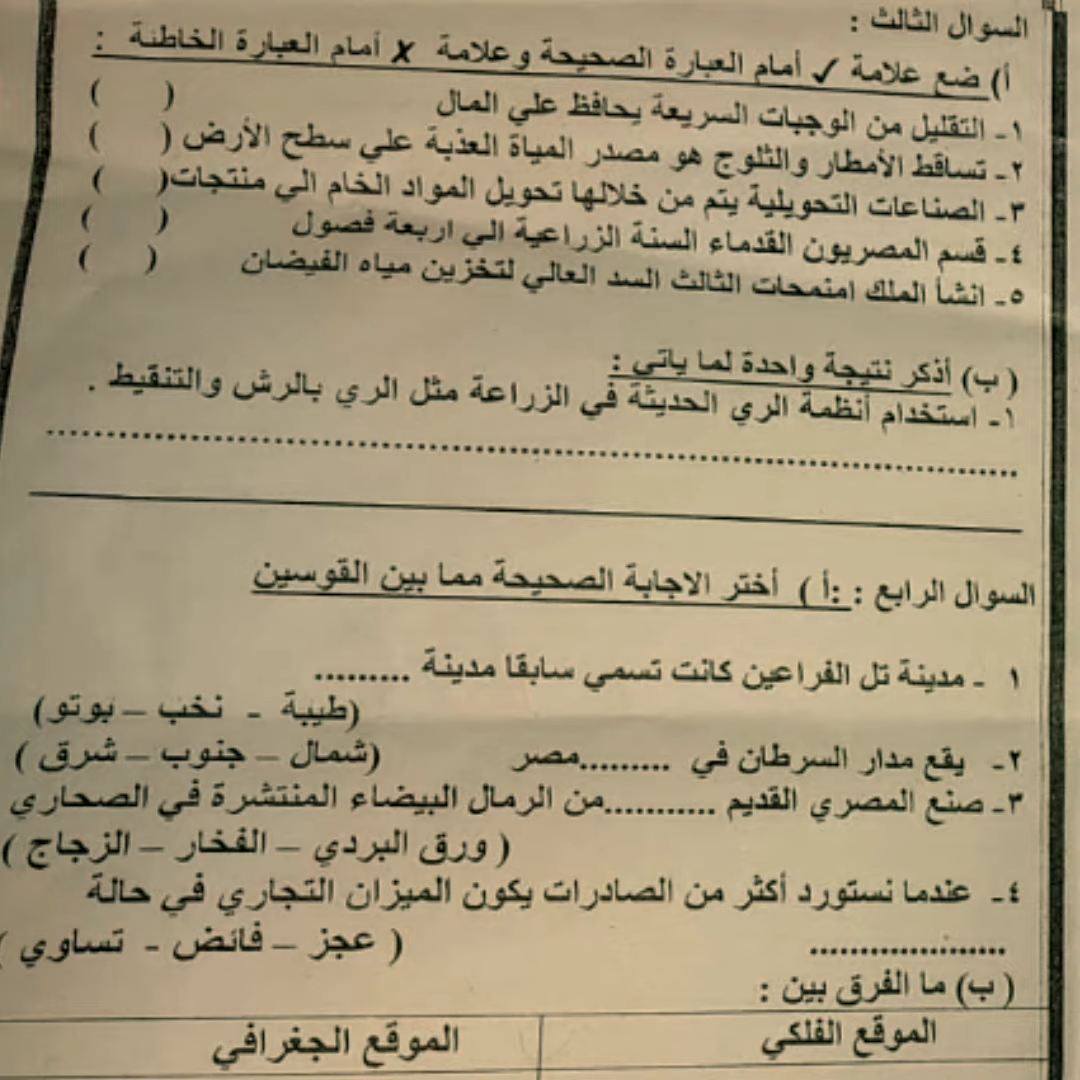 السوال الثالث :
أ) ضع علامة ✓ أمام العبارة الصحيحة وعلامة ✗ أمام العبارة الخاطئة :
١- التقليل من الوجبات السريعة يحافظ علي المال ( )
٢- تساقط الأمطار والثلوج هو مصدر المياة العذبة علي سطح الأرض ( )
٣- الصناعات التحويلية يتم من خلالها تحويل المواد الخام الي منتجات( )
٤- قسم المصريون القدماء السنة الزراعية الي اربعة فصول ( )
٥- انشأ الملك امنمحات الثالث السد العالي لتخزين مياه الفيضان ( )
( ب) أذكر نتيجة واحدة لما ياتي :
١- استخدام أنظمة الري الحديثة في الزراعة مثل الري بالرش والتنقيط .
................................................................
السوال الرابع : :أ ) أختر الاجابة الصحيحة مما بين القوسين
١ - مدينة تل الفراعين كانت تسمي سابقا مدينة .........
(طيبة - نخب – بوتو)
٢- يقع مدار السرطان في .........مصر (شمال – جنوب – شرق )
٣- صنع المصري القديم ...........من الرمال البيضاء المنتشرة في الصحاري
( ورق البردي – الفخار – الزجاج )
٤- عندما نستورد أكثر من الصادرات يكون الميزان التجاري في حالة
.................... ( عجز – فائض - تساوي )
( ب) ما الفرق بين :
الموقع الفلكي الموقع الجغرافي